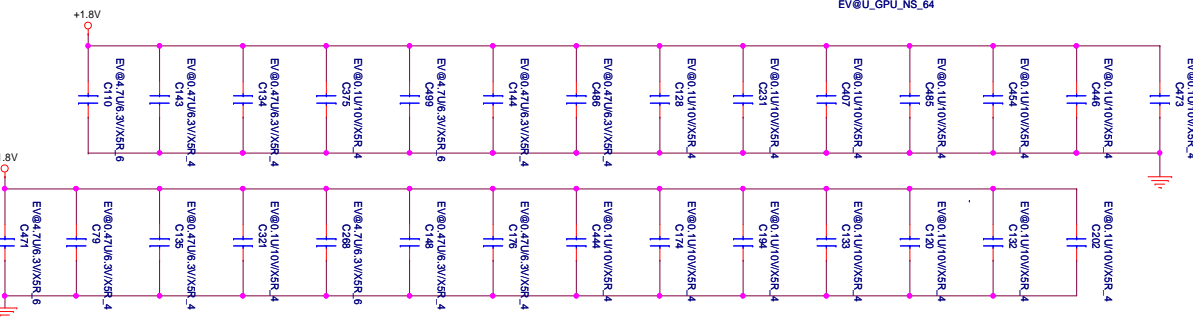 EV@U_GPU_NS_64
+1.8V
EV@4.7U/6.3V/X5R_6
C110
EV@0.47U/6.3V/X5R_4
C143
EV@0.47U/6.3V/X5R_4
C134
EV@0.1U/10V/X5R_4
C375
EV@4.7U/6.3V/X5R_6
C499
EV@0.47U/6.3V/X5R_4
C144
EV@0.47U/6.3V/X5R_4
C486
EV@0.1U/10V/X5R_4
C128
EV@0.1U/10V/X5R_4
C231
EV@0.1U/10V/X5R_4
C407
EV@0.1U/10V/X5R_4
C485
EV@0.1U/10V/X5R_4
C454
EV@0.1U/10V/X5R_4
C446
EV@0.1U/10V/X5R_4
C473
.8V
EV@4.7U/6.3V/X5R_6
C471
EV@0.47U/6.3V/X5R_4
C79
EV@0.47U/6.3V/X5R_4
C135
EV@0.1U/10V/X5R_4
C321
EV@4.7U/6.3V/X5R_6
C268
EV@0.47U/6.3V/X5R_4
C148
EV@0.47U/6.3V/X5R_4
C176
EV@0.1U/10V/X5R_4
C444
EV@0.1U/10V/X5R_4
C174
EV@0.1U/10V/X5R_4
C194
EV@0.1U/10V/X5R_4
C133
EV@0.1U/10V/X5R_4
C120
EV@0.1U/10V/X5R_4
C132
EV@0.1U/10V/X5R_4
C202